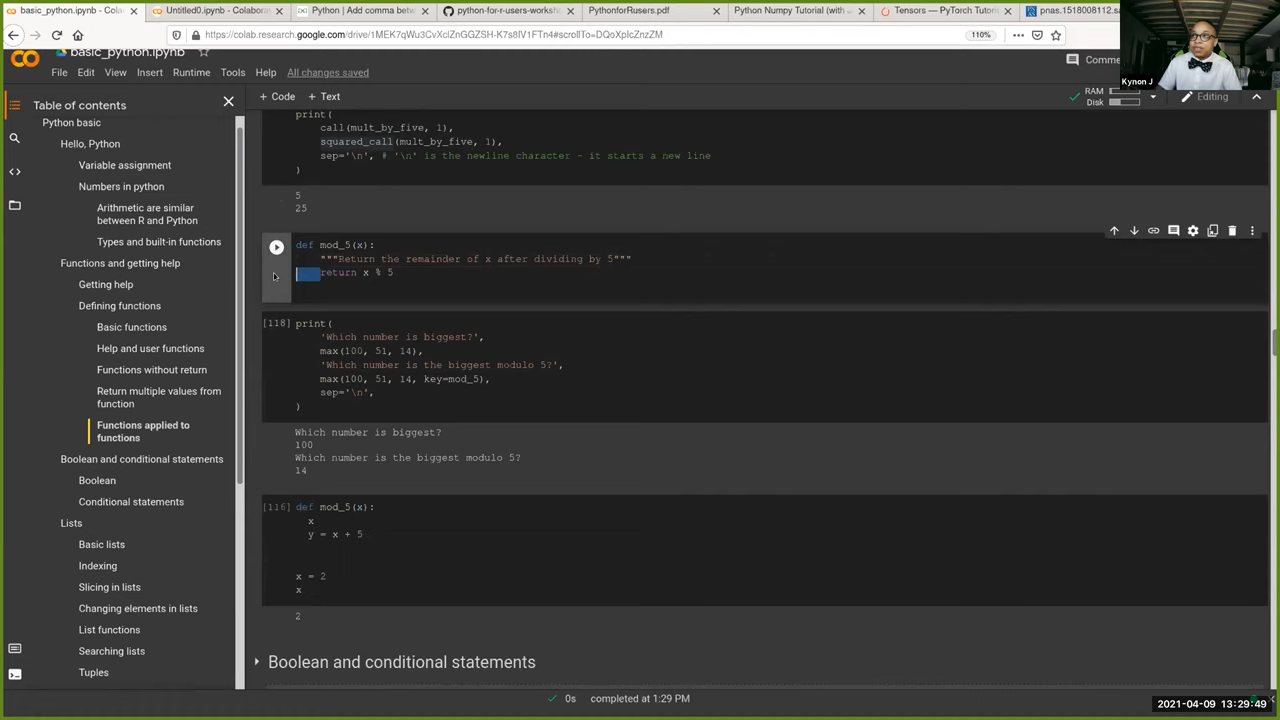 basic_python.ipynb - Cola
Untitled0.ipynb - Colaborat
Python | Add comma betw
python-for-r-users-worksh
PythonforRusers.pdf
Python Numpy Tutorial (with
Tensors — PyTorch Tutori
pnas.1518008112.sa
110%
basic_python.ipynb
File Edit View Insert Runtime Tools Help All changes saved
Comme
Kynon J
Table of contents
+ Code + Text
RAM
Disk
Editing
Python basic
Hello, Python
Variable assignment
Numbers in python
Arithmetic are similar
between R and Python
Types and built-in functions
Functions and getting help
Getting help
Defining functions
Basic functions
Help and user functions
Functions without return
Return multiple values from
function
Functions applied to
functions
Boolean and conditional statements
Boolean
Conditional statements
Lists
Basic lists
Indexing
Slicing in lists
Changing elements in lists
List functions
Searching lists
Tuples
print(
call(mult_by_five, 1),
squared_call(mult_by_five, 1),
sep='\n', # '\n' is the newline character - it starts a new line
)
5
25
def mod_5(x):
"""Return the remainder of x after dividing by 5"""
return x % 5
[118] print(
'Which number is biggest?',
max(100, 51, 14),
'Which number is the biggest modulo 5?',
max(100, 51, 14, key=mod_5),
sep='\n',
)
Which number is biggest?
100
Which number is the biggest modulo 5?
14
[116] def mod_5(x):
x
y = x + 5
x = 2
x
2
Boolean and conditional statements
0s completed at 1:29 PM
2021-04-09 13:29:49